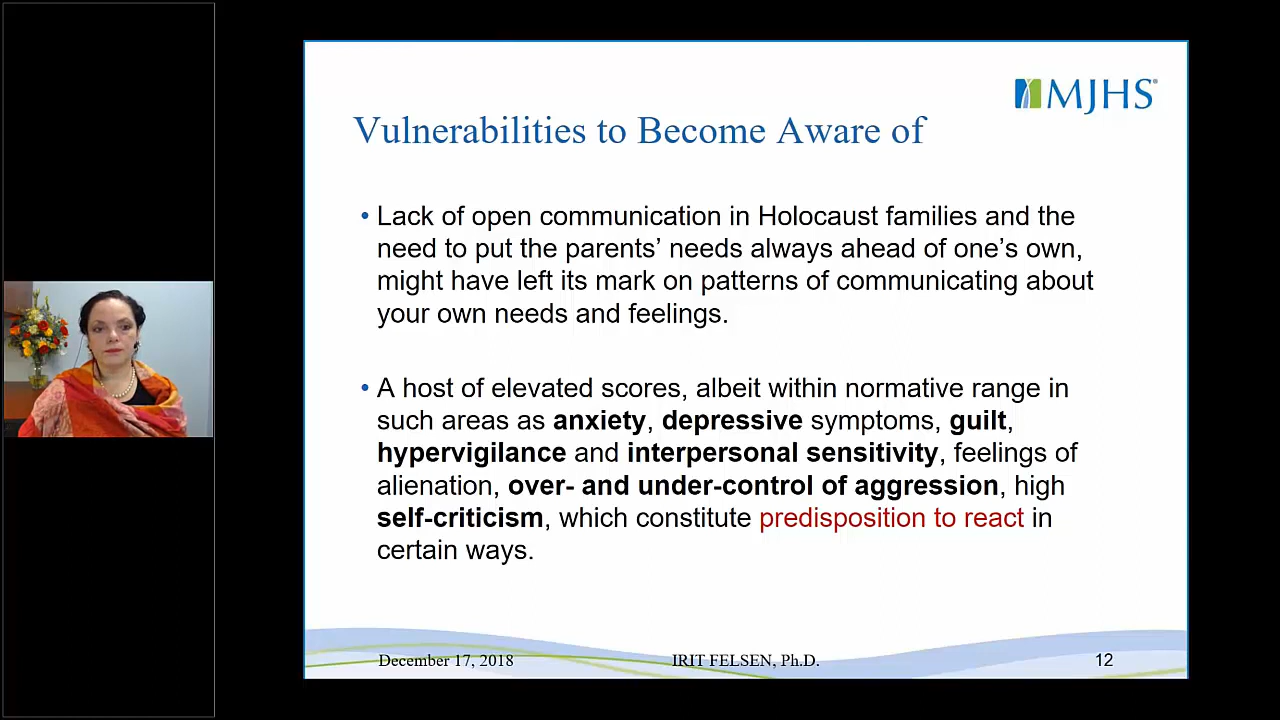 MJHS®
Vulnerabilities to Become Aware of
• Lack of open communication in Holocaust families and the
need to put the parents’ needs always ahead of one’s own,
might have left its mark on patterns of communicating about
your own needs and feelings.
• A host of elevated scores, albeit within normative range in
such areas as anxiety, depressive symptoms, guilt,
hypervigilance and interpersonal sensitivity, feelings of
alienation, over- and under-control of aggression, high
self-criticism, which constitute predisposition to react in
certain ways.
December 17, 2018
IRIT FELSEN, Ph.D.
12